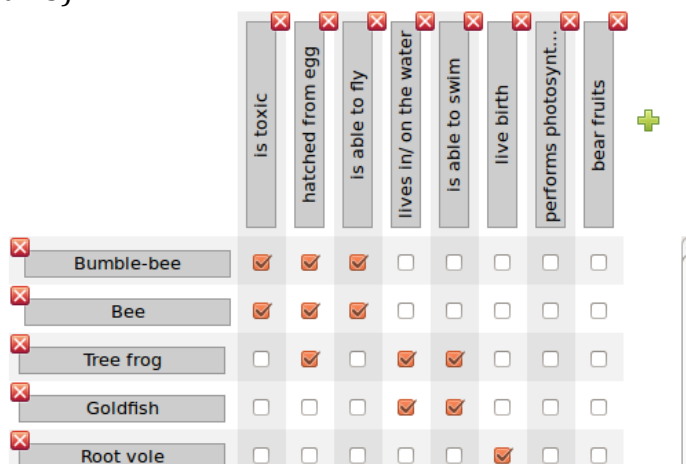 is toxic
hatched from egg
is able to fly
lives in/ on the water
is able to swim
live birth
performs photosynt...
bear fruits
Bumble-bee
Bee
Tree frog
Goldfish
Root vole